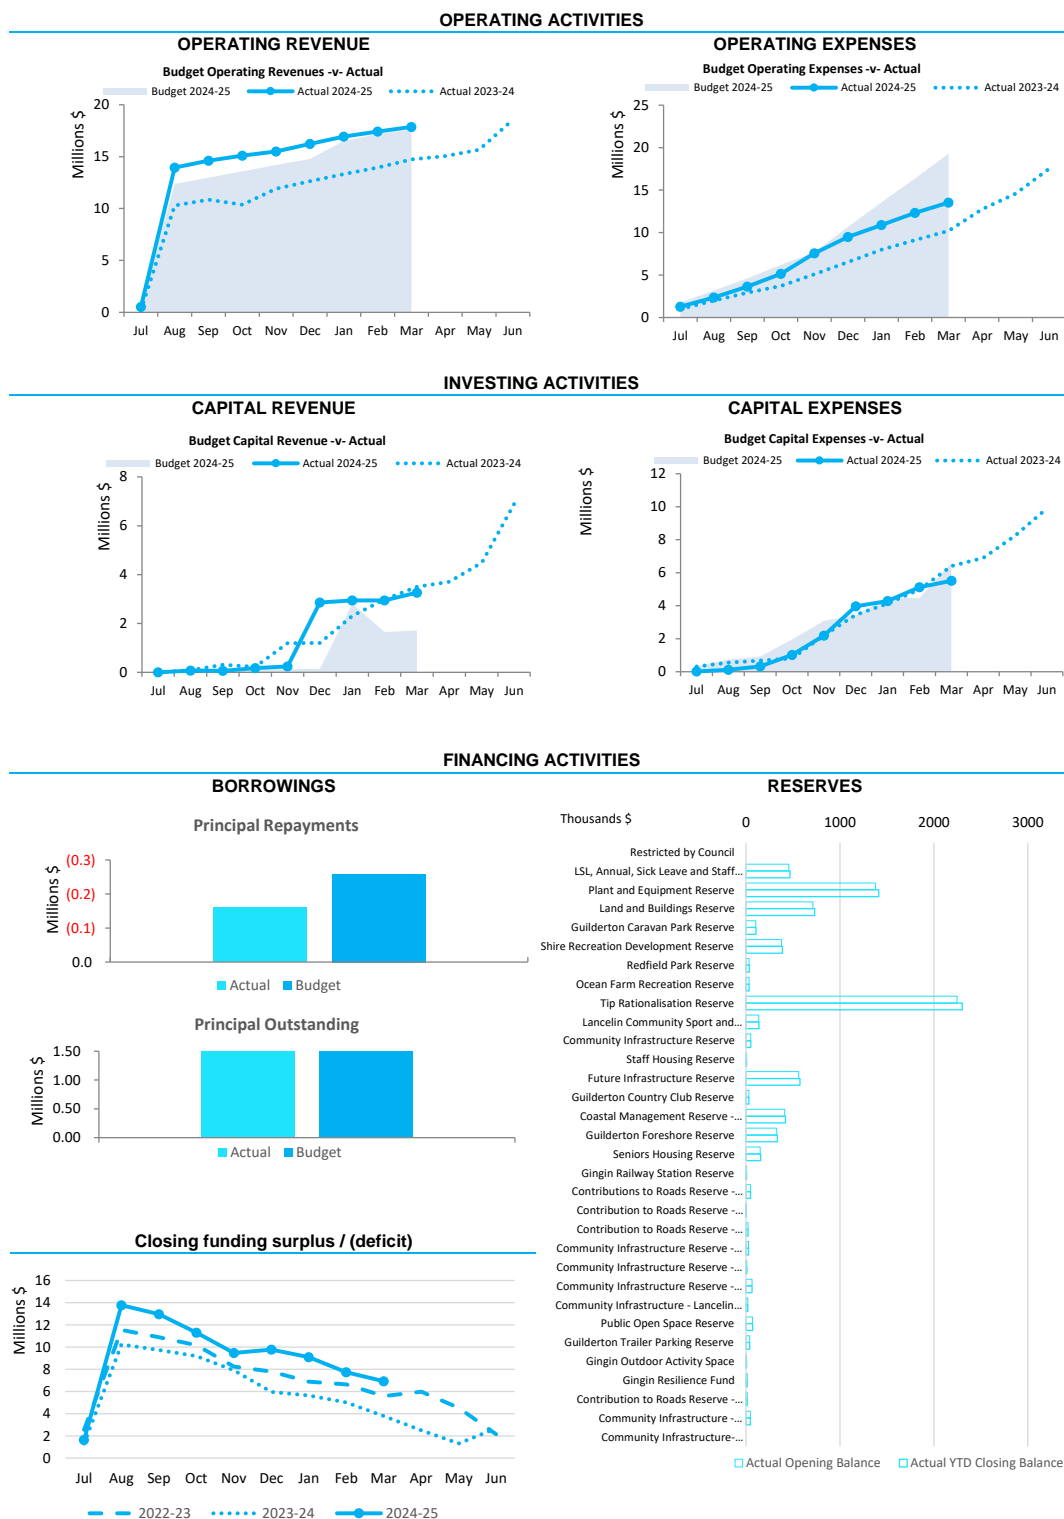 OPERATING ACTIVITIES
OPERATING REVENUE
Budget Operating Revenues -v- Actual
Budget 2024-25 Actual 2024-25 Actual 2023-24
Millions $
20
15
10
5
0
Jul Aug Sep Oct Nov Dec Jan Feb Mar Apr May Jun
OPERATING EXPENSES
Budget Operating Expenses -v- Actual
Budget 2024-25 Actual 2024-25 Actual 2023-24
Millions $
25
20
15
10
5
0
Jul Aug Sep Oct Nov Dec Jan Feb Mar Apr May Jun
INVESTING ACTIVITIES
CAPITAL REVENUE
Budget Capital Revenue -v- Actual
Budget 2024-25 Actual 2024-25 Actual 2023-24
Millions $
8
6
4
2
0
Jul Aug Sep Oct Nov Dec Jan Feb Mar Apr May Jun
CAPITAL EXPENSES
Budget Capital Expenses -v- Actual
Budget 2024-25 Actual 2024-25 Actual 2023-24
Millions $
12
10
8
6
4
2
0
Jul Aug Sep Oct Nov Dec Jan Feb Mar Apr May Jun
FINANCING ACTIVITIES
BORROWINGS
Principal Repayments
Millions $
(0.3)
(0.2)
(0.1)
0.0
Actual Budget
Principal Outstanding
Millions $
1.50
1.00
0.50
0.00
Actual Budget
Closing funding surplus / (deficit)
Millions $
16
14
12
10
8
6
4
2
0
Jul Aug Sep Oct Nov Dec Jan Feb Mar Apr May Jun
2022-23 2023-24 2024-25
RESERVES
Thousands $ 0 1000 2000 3000
Restricted by Council
LSL, Annual, Sick Leave and Staff...
Plant and Equipment Reserve
Land and Buildings Reserve
Guilderton Caravan Park Reserve
Shire Recreation Development Reserve
Redfield Park Reserve
Ocean Farm Recreation Reserve
Tip Rationalisation Reserve
Lancelin Community Sport and...
Community Infrastructure Reserve
Staff Housing Reserve
Future Infrastructure Reserve
Guilderton Country Club Reserve
Coastal Management Reserve -...
Guilderton Foreshore Reserve
Seniors Housing Reserve
Gingin Railway Station Reserve
Contributions to Roads Reserve -...
Contribution to Roads Reserve -...
Contribution to Roads Reserve -...
Community Infrastructure Reserve -...
Community Infrastructure Reserve -...
Community Infrastructure Reserve -...
Community Infrastructure - Lancelin...
Public Open Space Reserve
Guilderton Trailer Parking Reserve
Gingin Outdoor Activity Space
Gingin Resilience Fund
Contribution to Roads Reserve -...
Community Infrastructure -...
Community Infrastructure-...
Actual Opening Balance Actual YTD Closing Balance